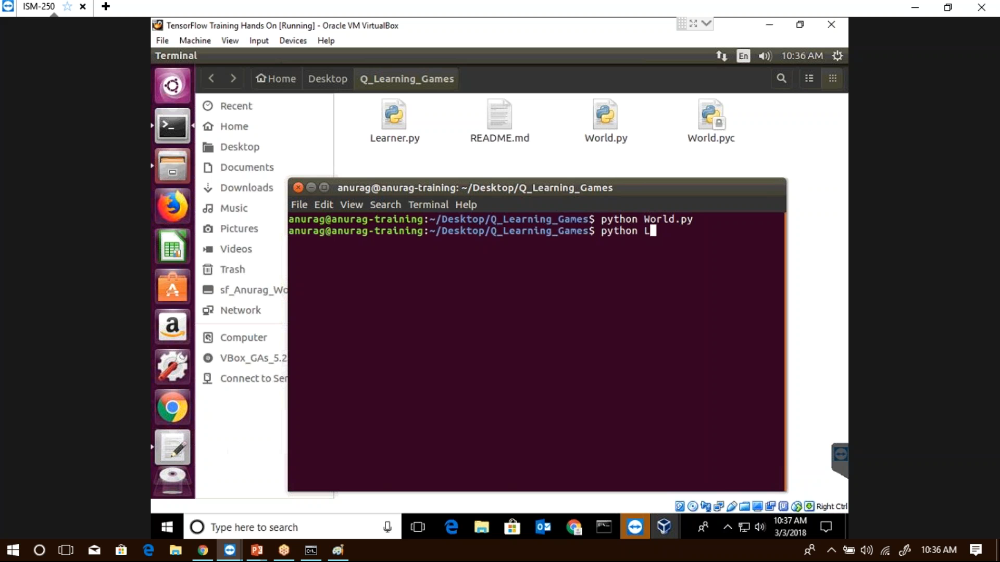 ISM-250
TensorFlow Training Hands On [Running] - Oracle VM VirtualBox
File Machine View Input Devices Help
Terminal
En
10:36 AM
Home Desktop Q_Learning_Games
Recent
Home
Desktop
Documents
Downloads
Music
Pictures
Videos
Trash
sf_Anurag_Wo
Network
Computer
VBox_GAs_5.2
Connect to Ser
Learner.py
README.md
World.py
World.pyc
anurag@anurag-training: ~/Desktop/Q_Learning_Games
File Edit View Search Terminal Help
anurag@anurag-training:~/Desktop/Q_Learning_Games$ python World.py
anurag@anurag-training:~/Desktop/Q_Learning_Games$ python L
Right Ctrl
Type here to search
10:37 AM
3/3/2018
10:36 AM